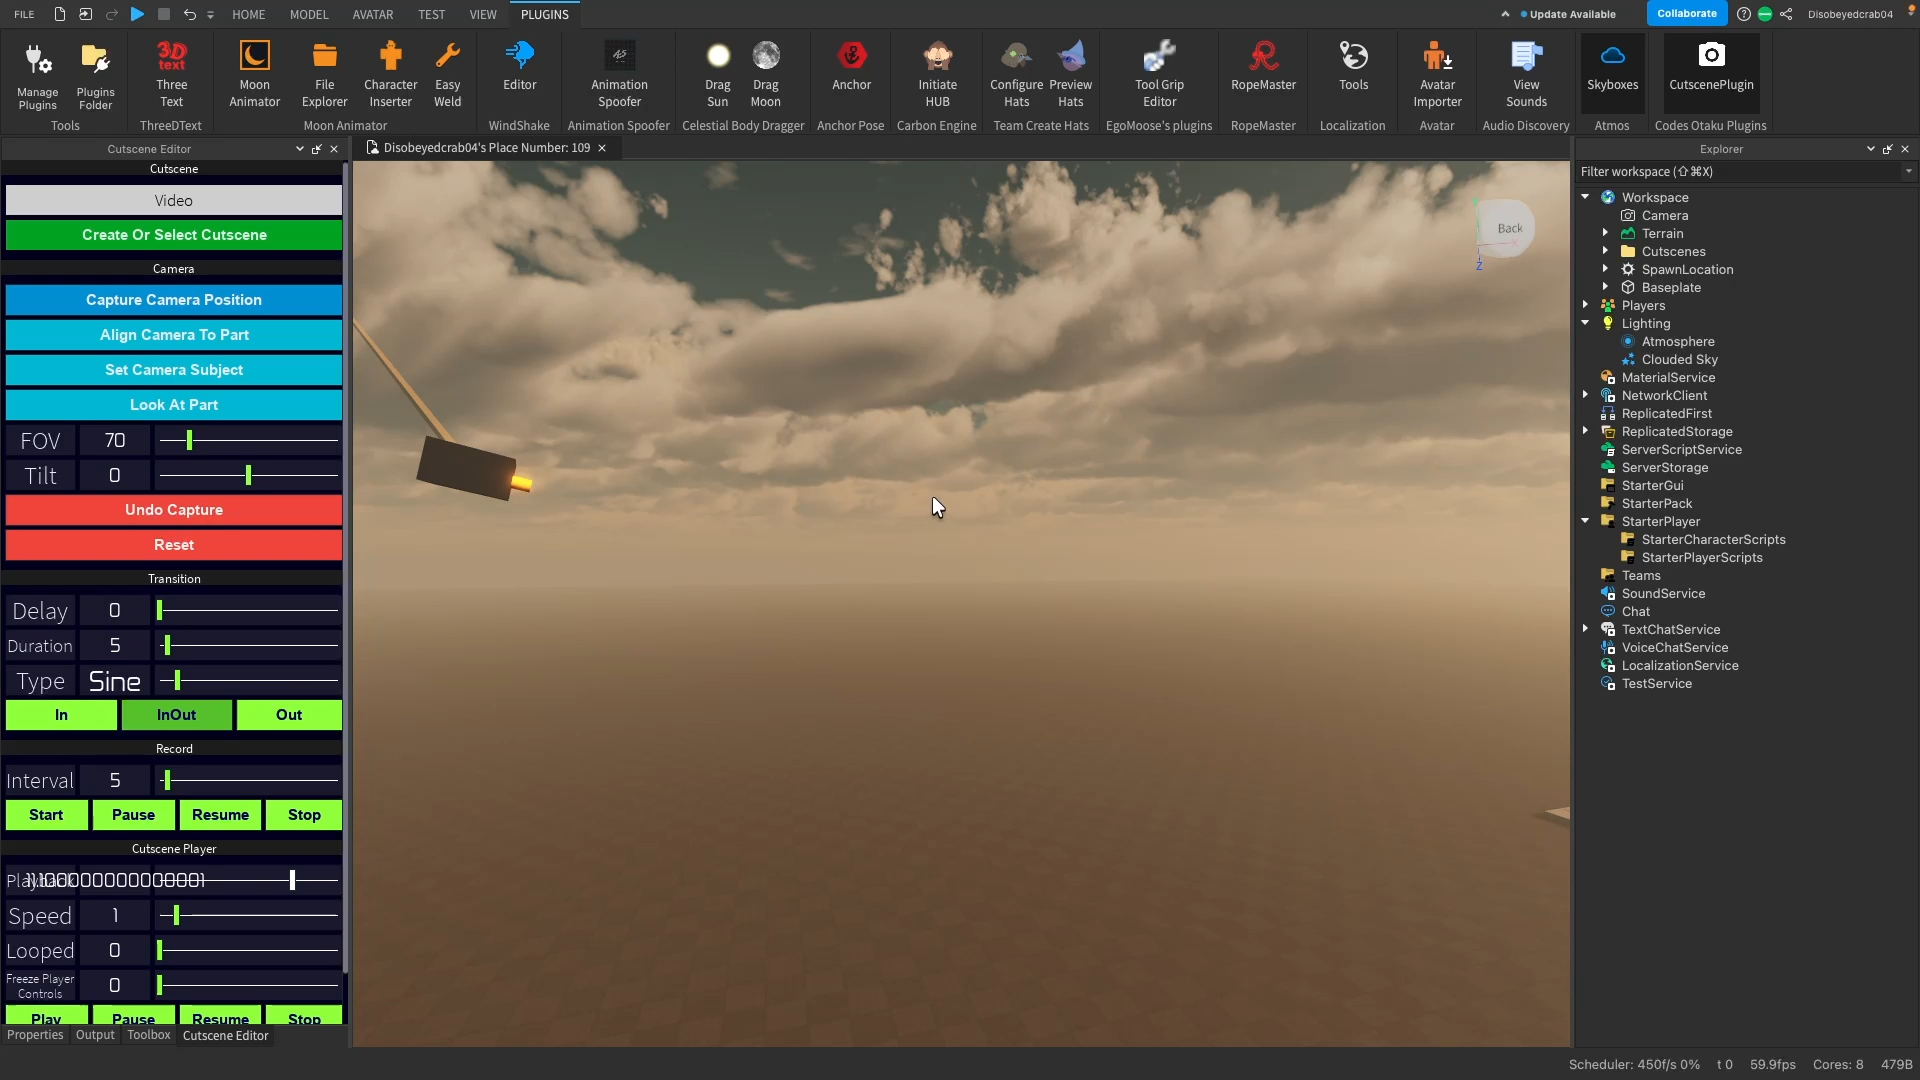 FILE HOME MODEL AVATAR TEST VIEW PLUGINS Update Available Collaborate Disobeyedcrab04
3D text
45
Manage Plugins
Plugins Folder
Three Text
Moon Animator
File Explorer
Character Inserter
Easy Weld
Editor
Animation Spoofer
Drag Sun
Drag Moon
Anchor
Initiate HUB
Configure Hats
Preview Hats
Tool Grip Editor
RopeMaster
Tools
Avatar Importer
View Sounds
Skyboxes
CutscenePlugin
Tools ThreeDText Moon Animator WindShake Animation Spoofer Celestial Body Dragger Anchor Pose Carbon Engine Team Create Hats EgoMoose's plugins RopeMaster Localization Avatar Audio Discovery Atmos Codes Otaku Plugins
Cutscene Editor
Cutscene
Video
Create Or Select Cutscene
Camera
Capture Camera Position
Align Camera To Part
Set Camera Subject
Look At Part
FOV 70
Tilt 0
Undo Capture
Reset
Transition
Delay 0
Duration 5
Type Sine
In InOut Out
Record
Interval 5
Start Pause Resume Stop
Cutscene Player
Speed 1
Looped 0
Freeze Player
Controls 0
Play Pause Resume Stop
Properties Output Toolbox Cutscene Editor
Disobeyedcrab04's Place Number: 109
Back
Z
Explorer
Filter workspace (⇧⌘X)
Workspace
Camera
Terrain
Cutscenes
SpawnLocation
Baseplate
Players
Lighting
Atmosphere
Clouded Sky
MaterialService
NetworkClient
ReplicatedFirst
ReplicatedStorage
ServerScriptService
ServerStorage
StarterGui
StarterPack
StarterPlayer
StarterCharacterScripts
StarterPlayerScripts
Teams
SoundService
Chat
TextChatService
VoiceChatService
LocalizationService
TestService
Scheduler: 450f/s 0% t 0 59.9fps Cores: 8 479B